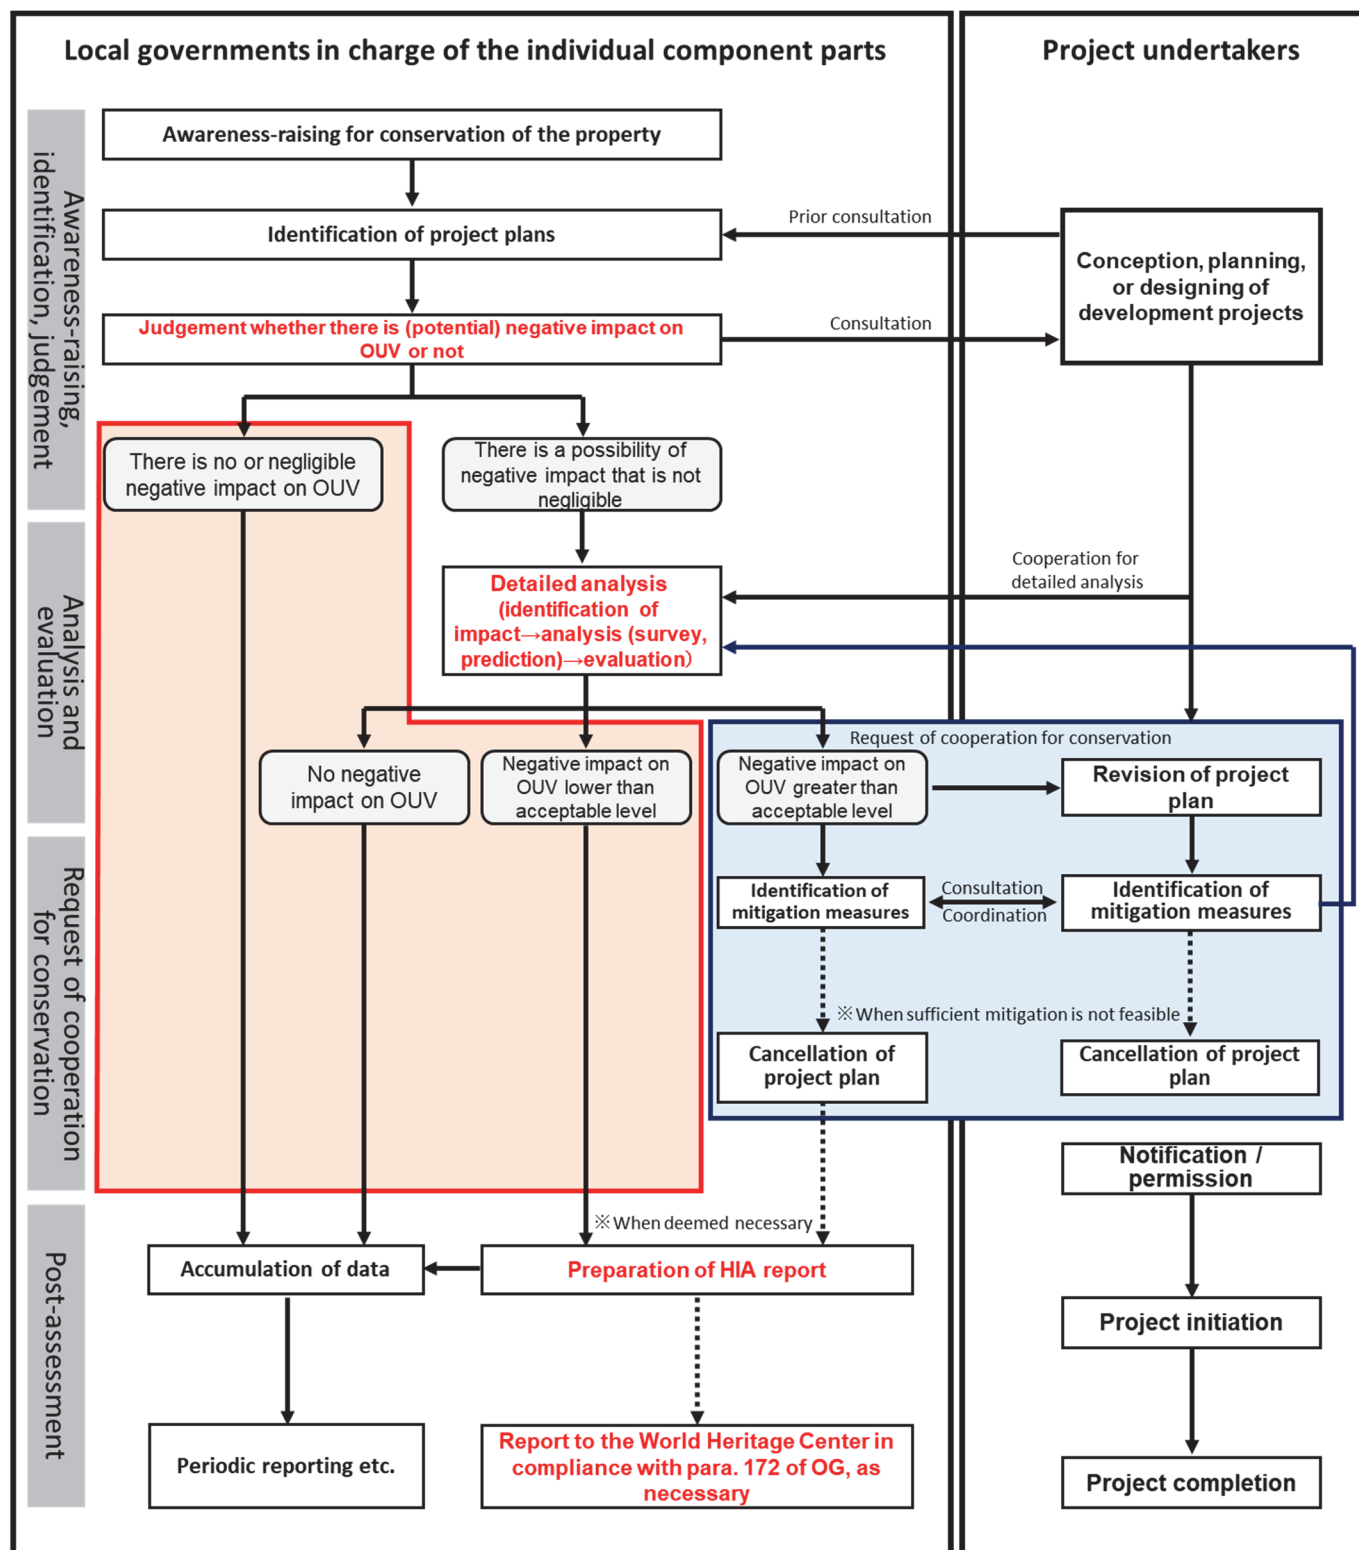 Local governments in charge of the individual component parts
Project undertakers
Awareness-raising,
identification, judgement
Awareness-raising for conservation of the property
Identification of project plans
Prior consultation
Conception, planning,
or designing of
development projects
Judgement whether there is (potential) negative impact on
OUV or not
Consultation
There is no or negligible
negative impact on OUV
There is a possibility of
negative impact that is not
negligible
Analysis and
evaluation
Detailed analysis
(identification of
impact→analysis (survey,
prediction)→evaluation）
Cooperation for
detailed analysis
Request of cooperation for conservation
No negative
impact on OUV
Negative impact on
OUV lower than
acceptable level
Negative impact on
OUV greater than
acceptable level
Revision of project
plan
Request of cooperation
for conservation
Identification of
mitigation measures
Consultation
Coordination
Identification of
mitigation measures
※When sufficient mitigation is not feasible
Cancellation of
project plan
Cancellation of project
plan
Notification /
permission
Post-assessment
※When deemed necessary
Accumulation of data
Preparation of HIA report
Project initiation
Periodic reporting etc.
Report to the World Heritage Center in
compliance with para. 172 of OG, as
necessary
Project completion